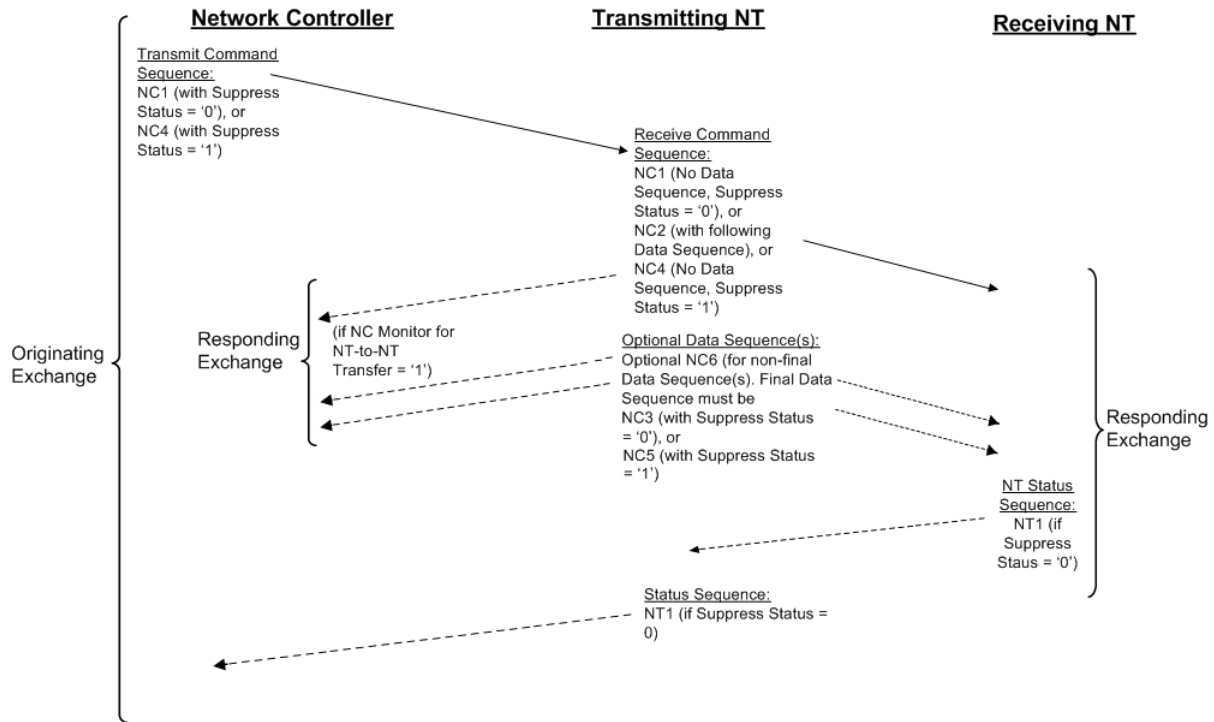 Network Controller
Transmitting NT
Receiving NT
Transmit Command
Sequence:
NC1 (with Suppress
Status = ‘0’), or
NC4 (with Suppress
Status = ‘1’)
Receive Command
Sequence:
NC1 (No Data
Sequence, Suppress
Status = ‘0’), or
NC2 (with following
Data Sequence), or
NC4 (No Data
Sequence, Suppress
Status = ‘1’)
Originating
Exchange
Responding
Exchange
(if NC Monitor for
NT-to-NT
Transfer = ‘1’)
Optional Data Sequence(s):
Optional NC6 (for non-final
Data Sequence(s). Final Data
Sequence must be
NC3 (with Suppress Status
= ‘0’), or
NC5 (with Suppress Status
= ‘1’)
Responding
Exchange
NT Status
Sequence:
NT1 (if
Suppress
Staus = ‘0’)
Status Sequence:
NT1 (if Suppress Status =
0)